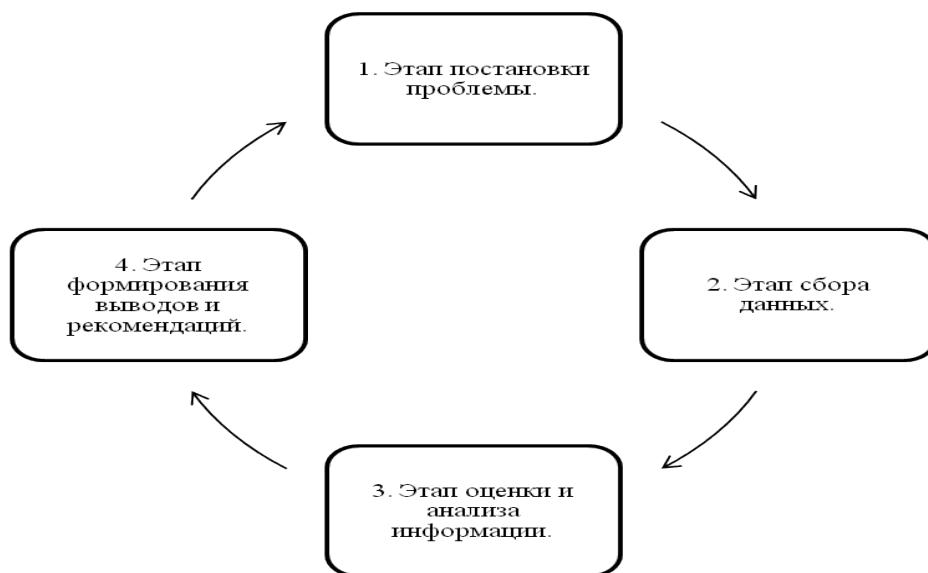 1. Этап постановки
проблемы.
2. Этап сбора
данных.
3. Этап оценки и
анализа
информации.
4. Этап
формирования
выводов и
рекомендаций.